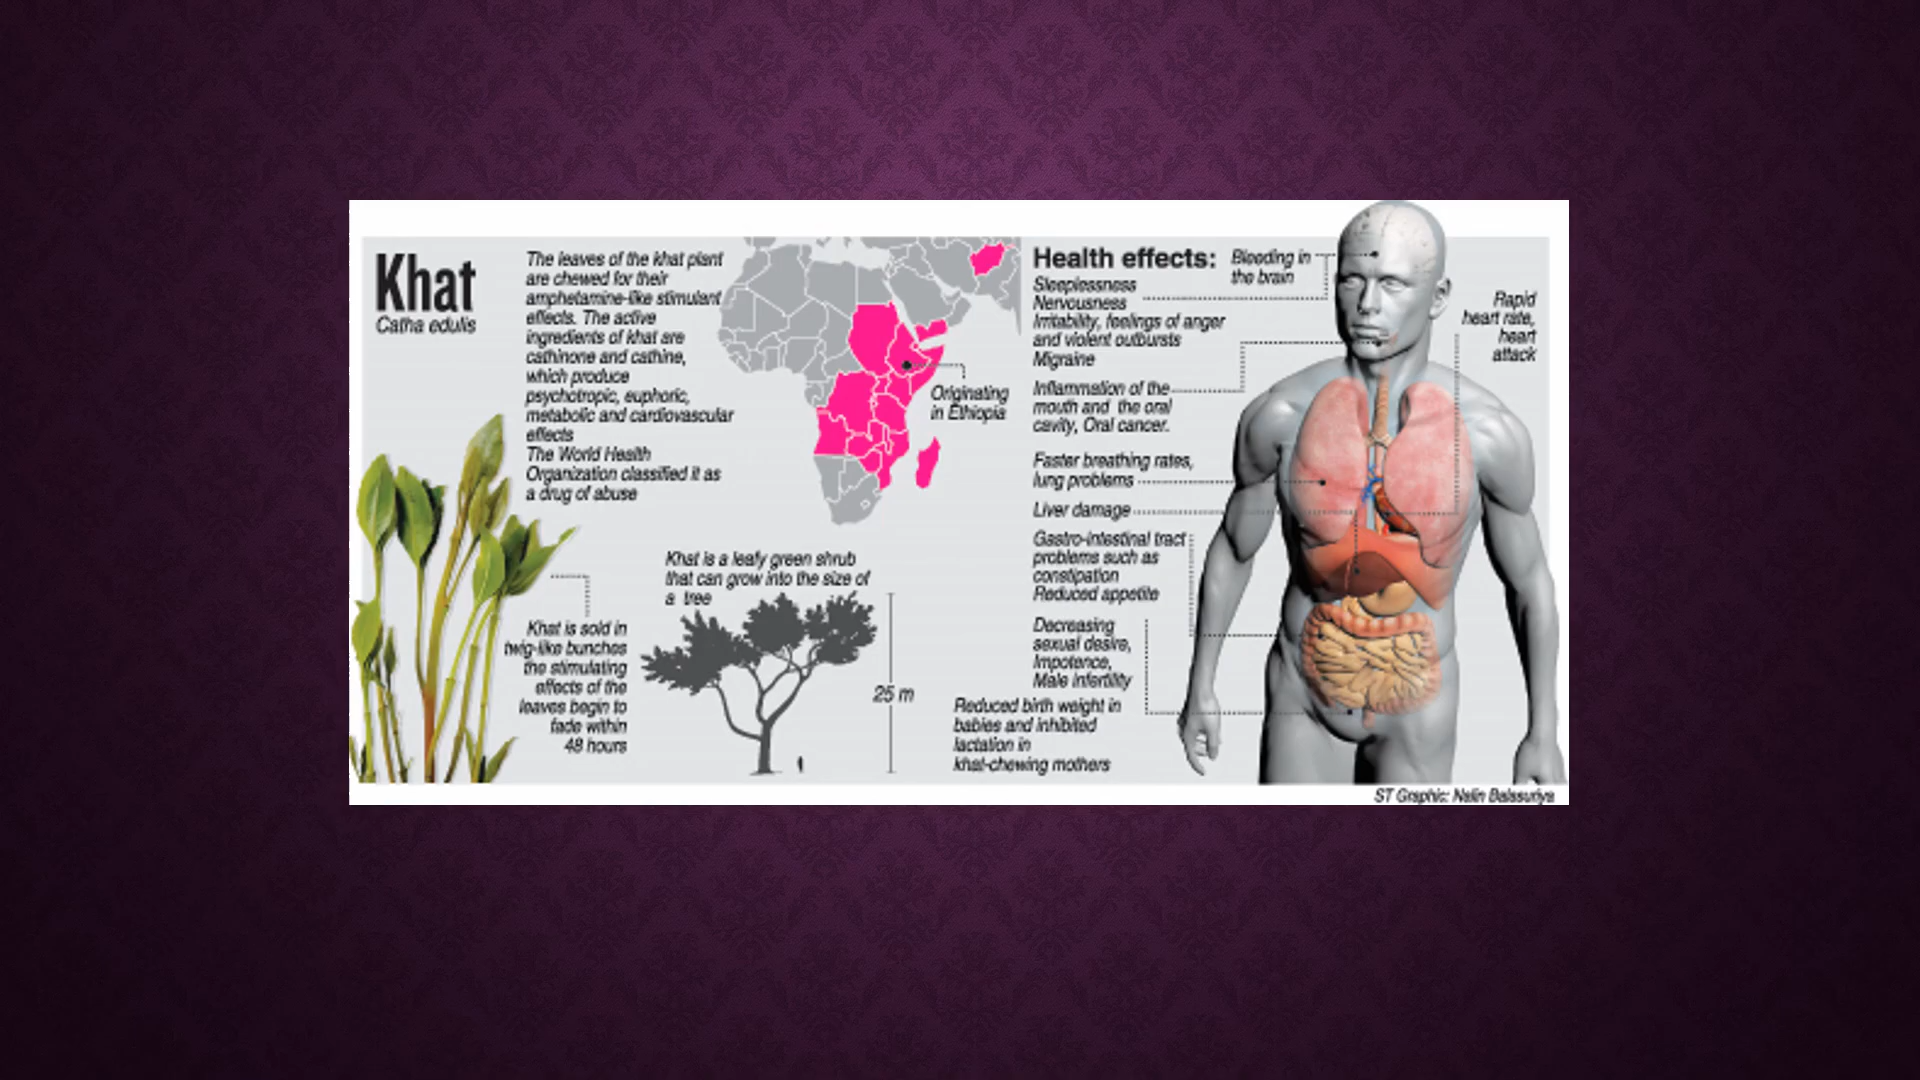 Khat
Catha edulis
The leaves of the khat plant
are chewed for their
amphetamine-like stimulant
effects. The active
ingredients of khat are
cathinone and cathine,
which produce
psychotropic, euphoric,
metabolic and cardiovascular
effects
The World Health
Organization classified it as
a drug of abuse
Originating
in Ethiopia
Khat is sold in
twig-like bunches
the stimulating
effects of the
leaves begin to
fade within
48 hours
Khat is a leafy green shrub
that can grow into the size of
a tree
25 m
Health effects:
Sleeplessness
Nervousness
Irritability, feelings of anger
and violent outbursts
Migraine
Inflammation of the
mouth and the oral
cavity, Oral cancer.
Faster breathing rates,
lung problems
Liver damage
Gastro-intestinal tract
problems such as
constipation
Reduced appetite
Decreasing
sexual desire,
Impotence,
Male infertility
Reduced birth weight in
babies and inhibited
lactation in
khat-chewing mothers
Bleeding in
the brain
Rapid
heart rate,
heart
attack
ST Graphic: Nalin Balasuriya